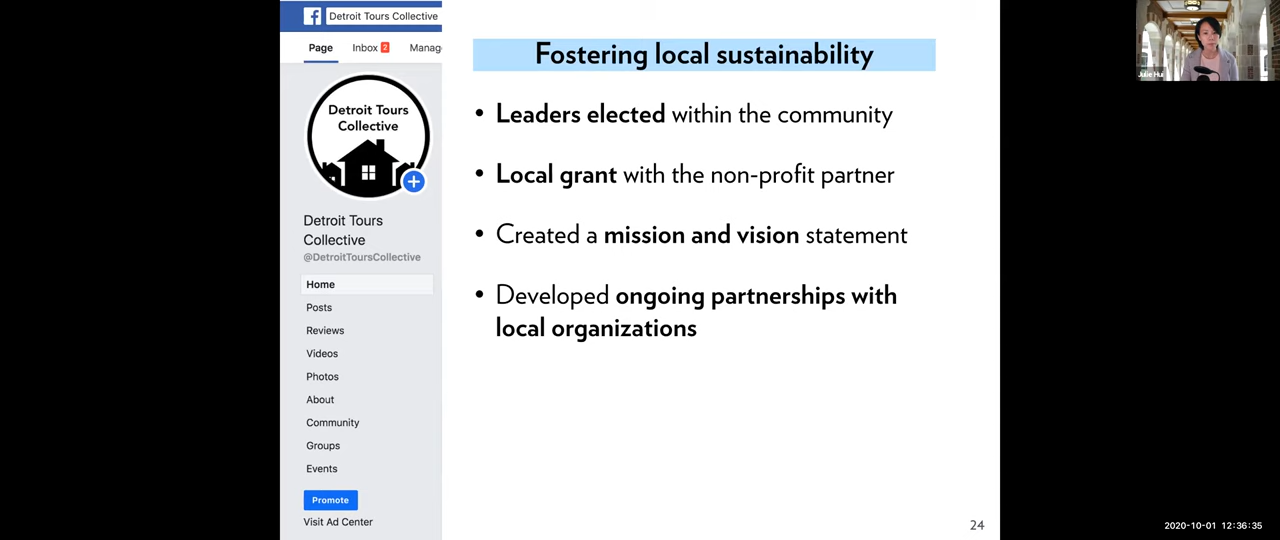 Detroit Tours Collective
Page Inbox 2 Manag
Detroit Tours
Collective
Detroit Tours
Collective
@DetroitToursCollective
Home
Posts
Reviews
Videos
Photos
About
Community
Groups
Events
Promote
Visit Ad Center
Fostering local sustainability
• Leaders elected within the community
• Local grant with the non-profit partner
• Created a mission and vision statement
• Developed ongoing partnerships with
local organizations
24
Julie Hui
2020-10-01 12:36:35